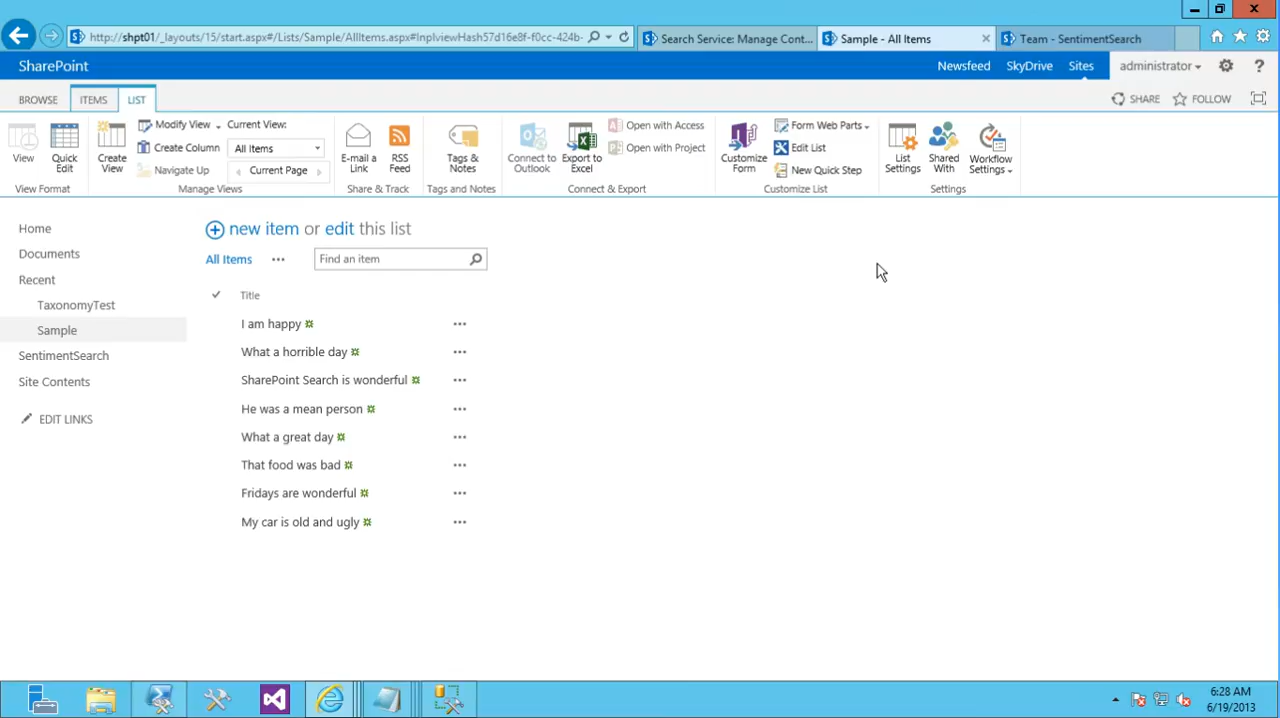 http://shpt01/_layouts/15/start.aspx#/Lists/Sample/AllItems.aspx#InplviewHash57d16e8f-f0cc-424b-
Search Service: Manage Cont...
Sample - All Items
Team - SentimentSearch
SharePoint
Newsfeed SkyDrive Sites administrator ?
BROWSE ITEMS LIST
SHARE FOLLOW
View
Quick Edit
View Format
Create View
Modify View
Create Column
Navigate Up
Current View:
All Items
Current Page
Manage Views
E-mail a Link
RSS Feed
Share & Track
Tags & Notes
Tags and Notes
Connect to Outlook
Export to Excel
Open with Access
Open with Project
Connect & Export
Customize Form
Form Web Parts
Edit List
New Quick Step
Customize List
List Settings
Shared With
Workflow Settings
Settings
Home
Documents
Recent
TaxonomyTest
Sample
SentimentSearch
Site Contents
EDIT LINKS
new item or edit this list
All Items ... Find an item
Title
I am happy ...
What a horrible day ...
SharePoint Search is wonderful ...
He was a mean person ...
What a great day ...
That food was bad ...
Fridays are wonderful ...
My car is old and ugly ...
6:28 AM
6/19/2013